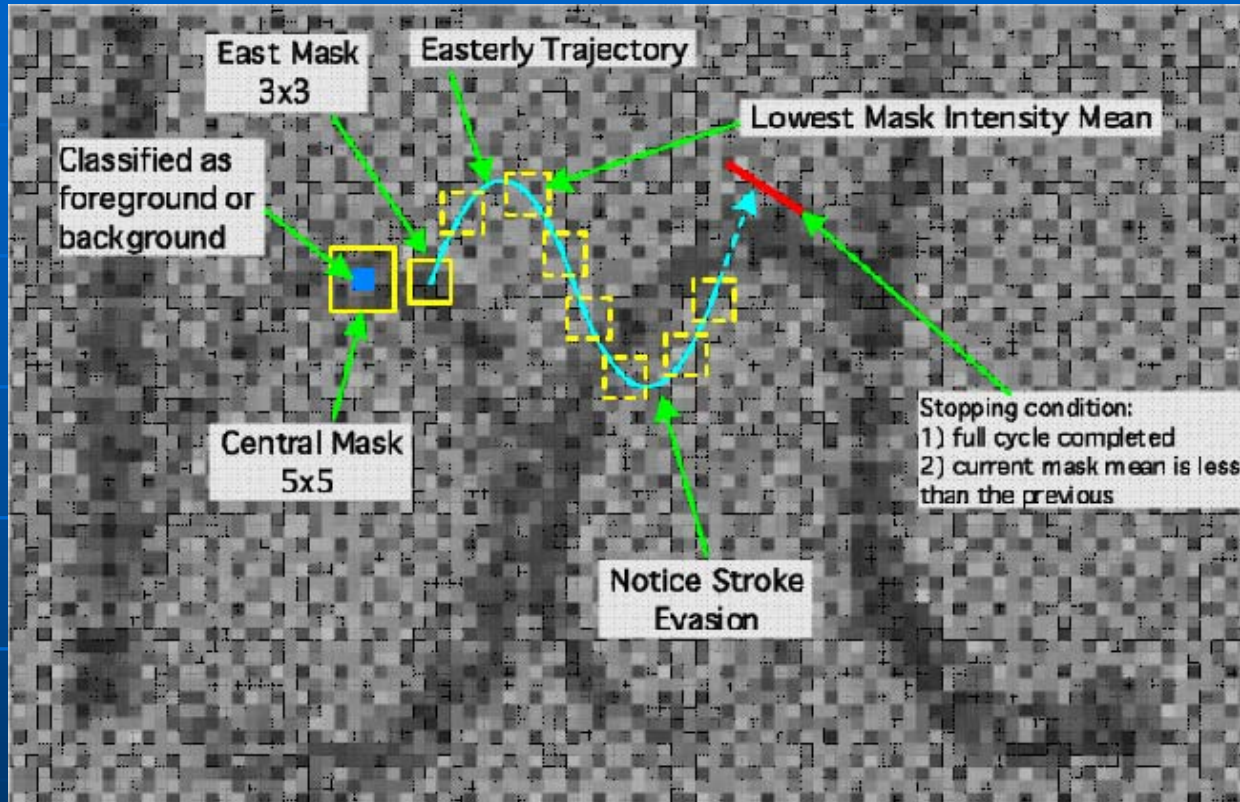 East Mask
3x3
Easterly Trajectory
Lowest Mask Intensity Mean
Classified as
foreground or
background
Central Mask
5x5
Stopping condition:
1) full cycle completed
2) current mask mean is less
than the previous
Notice Stroke
Evasion